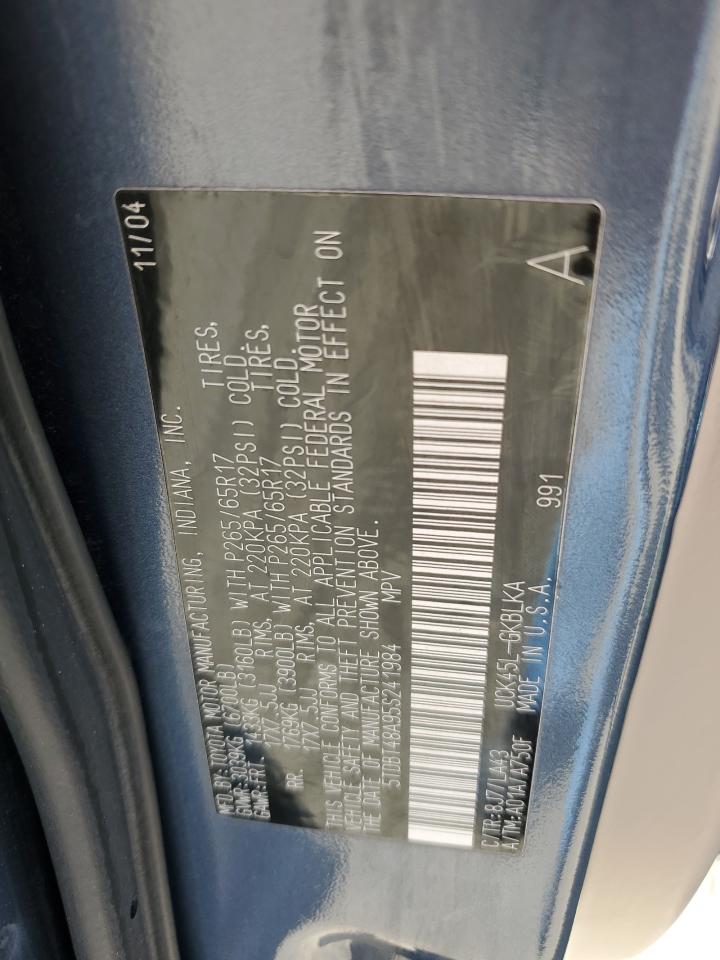 11/04
MFD. BY: TOYOTA MOTOR MANUFACTURING, INDIANA, INC.
GVWR: 3039KG (6700LB)
GAWR: FRT. 1433KG (3160LB) WITH P265/65R17 TIRES,
17X7.5JJ RIMS, AT 220KPA (32PSI) COLD.
RR. 1769KG (3900LB) WITH P265/65R17 TIRES,
17X7.5JJ RIMS, AT 220KPA (32PSI) COLD.
THIS VEHICLE CONFORMS TO ALL APPLICABLE FEDERAL MOTOR
VEHICLE SAFETY AND THEFT PREVENTION STANDARDS IN EFFECT ON
THE DATE OF MANUFACTURE SHOWN ABOVE.
5TDBT48A95S241984 MPV
C/TR:8J7/LA43 UCK45L-GKBLKA
A/TM:A01A/A750F MADE IN U.S.A. 991
A